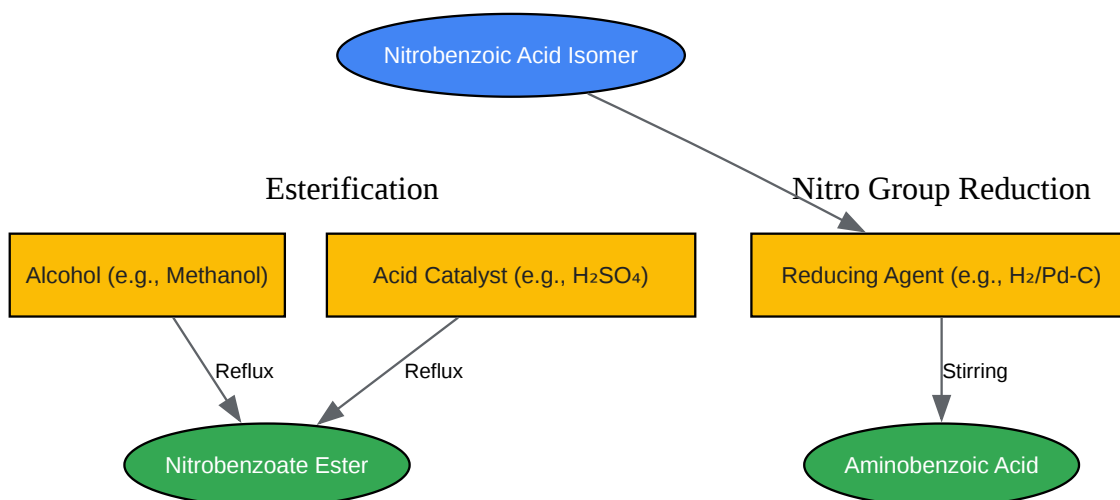 Nitrobenzoic Acid Isomer
Esterification
Nitro Group Reduction
Alcohol (e.g., Methanol)
Acid Catalyst (e.g., H₂SO₄)
Reducing Agent (e.g., H₂/Pd-C)
Reflux
Reflux
Stirring
Nitrobenzoate Ester
Aminobenzoic Acid